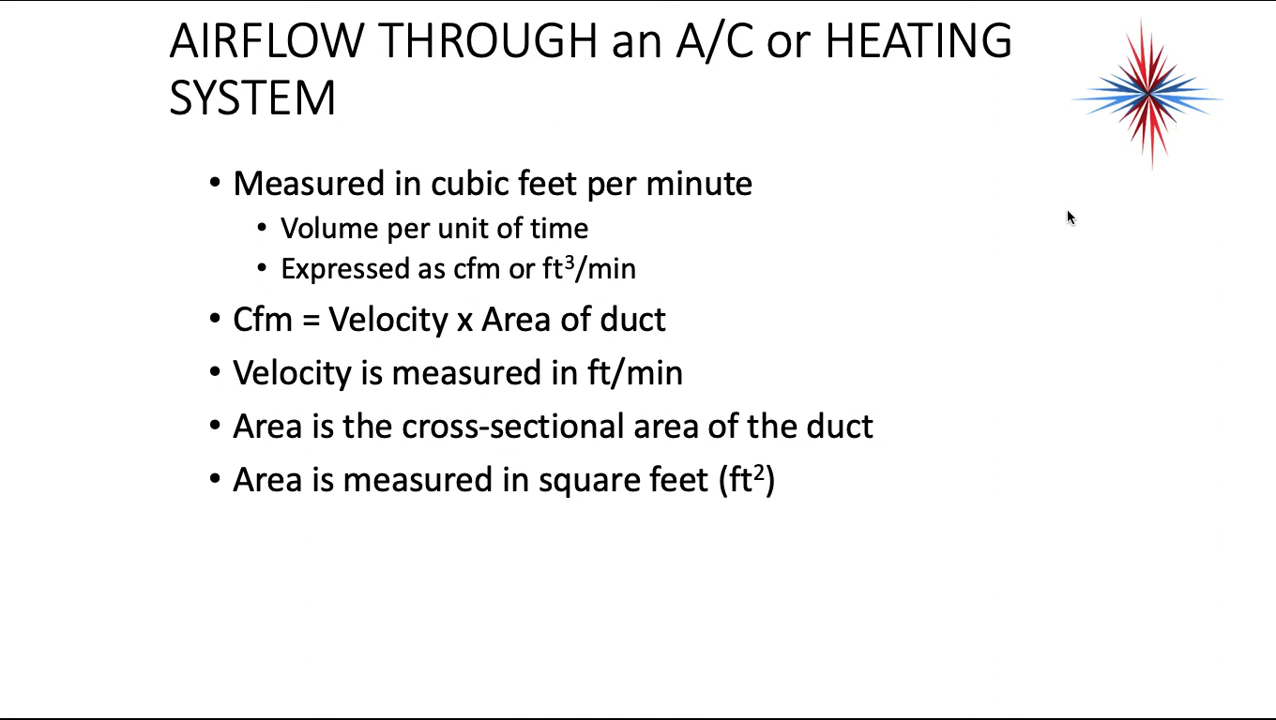 AIRFLOW THROUGH an A/C or HEATING
SYSTEM
• Measured in cubic feet per minute
• Volume per unit of time
• Expressed as cfm or ft³/min
• Cfm = Velocity x Area of duct
• Velocity is measured in ft/min
• Area is the cross-sectional area of the duct
• Area is measured in square feet (ft²)